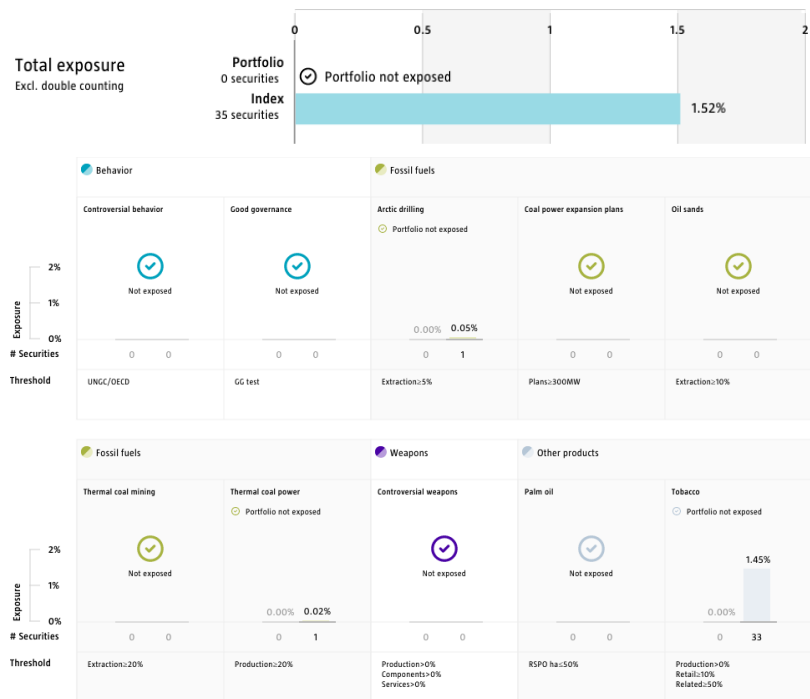 0 0.5 1 1.5 2
Total exposure
Excl. double counting
Portfolio
0 securities
Portfolio not exposed
Index
35 securities
1.52%
Behavior
Fossil fuels
Controversial behavior
Good governance
Arctic drilling
Coal power expansion plans
Oil sands
Portfolio not exposed
Not exposed
Not exposed
Not exposed
Not exposed
Exposure
2%
1%
0%
0.00% 0.05%
# Securities
0 0
0 0
0 1
0 0
0 0
Threshold
UNGC/OECD
GG test
Extraction≥5%
Plans≥300MW
Extraction≥10%
Fossil fuels
Weapons
Other products
Thermal coal mining
Thermal coal power
Controversial weapons
Palm oil
Tobacco
Portfolio not exposed
Portfolio not exposed
Not exposed
Not exposed
Not exposed
Exposure
2%
1%
0%
0.00% 0.02%
0.00%
1.45%
# Securities
0 0
0 1
0 0
0 0
0 33
Threshold
Extraction≥20%
Production≥20%
Production>0%
Components>0%
Services>0%
RSPO ha≤50%
Production>0%
Retail≥10%
Related≥50%